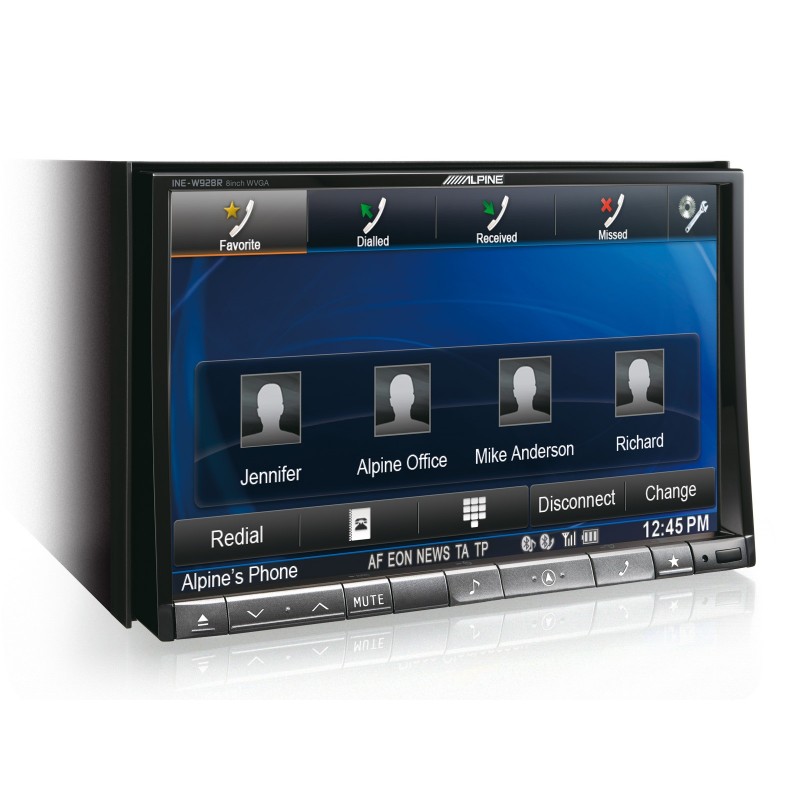 INE-W928R 8inch WVGA
ALPINE
Favorite
Dialled
Received
Missed
Jennifer
Alpine Office
Mike Anderson
Richard
Redial
Disconnect
Change
Alpine's Phone
AF EON NEWS TA TP
12:45 PM
MUTE